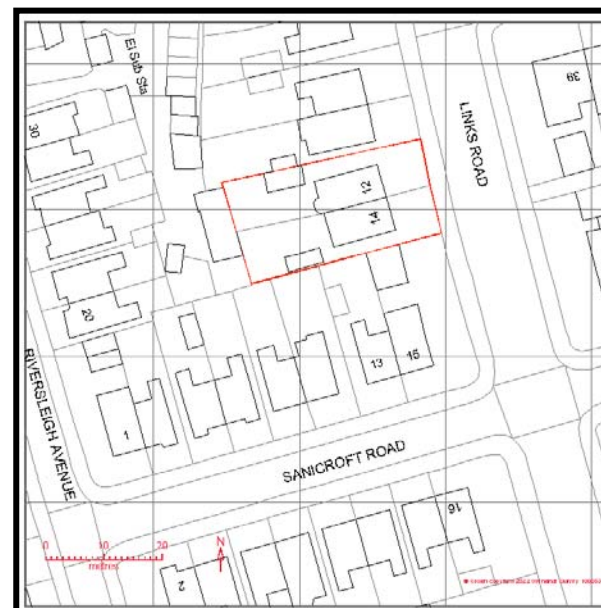 El Sub Sta
39
30
LINKS ROAD
12
14
20
RIVERSLEIGH AVENUE
13
15
1
SANICROFT ROAD
16
0
10
20
metres
N
2